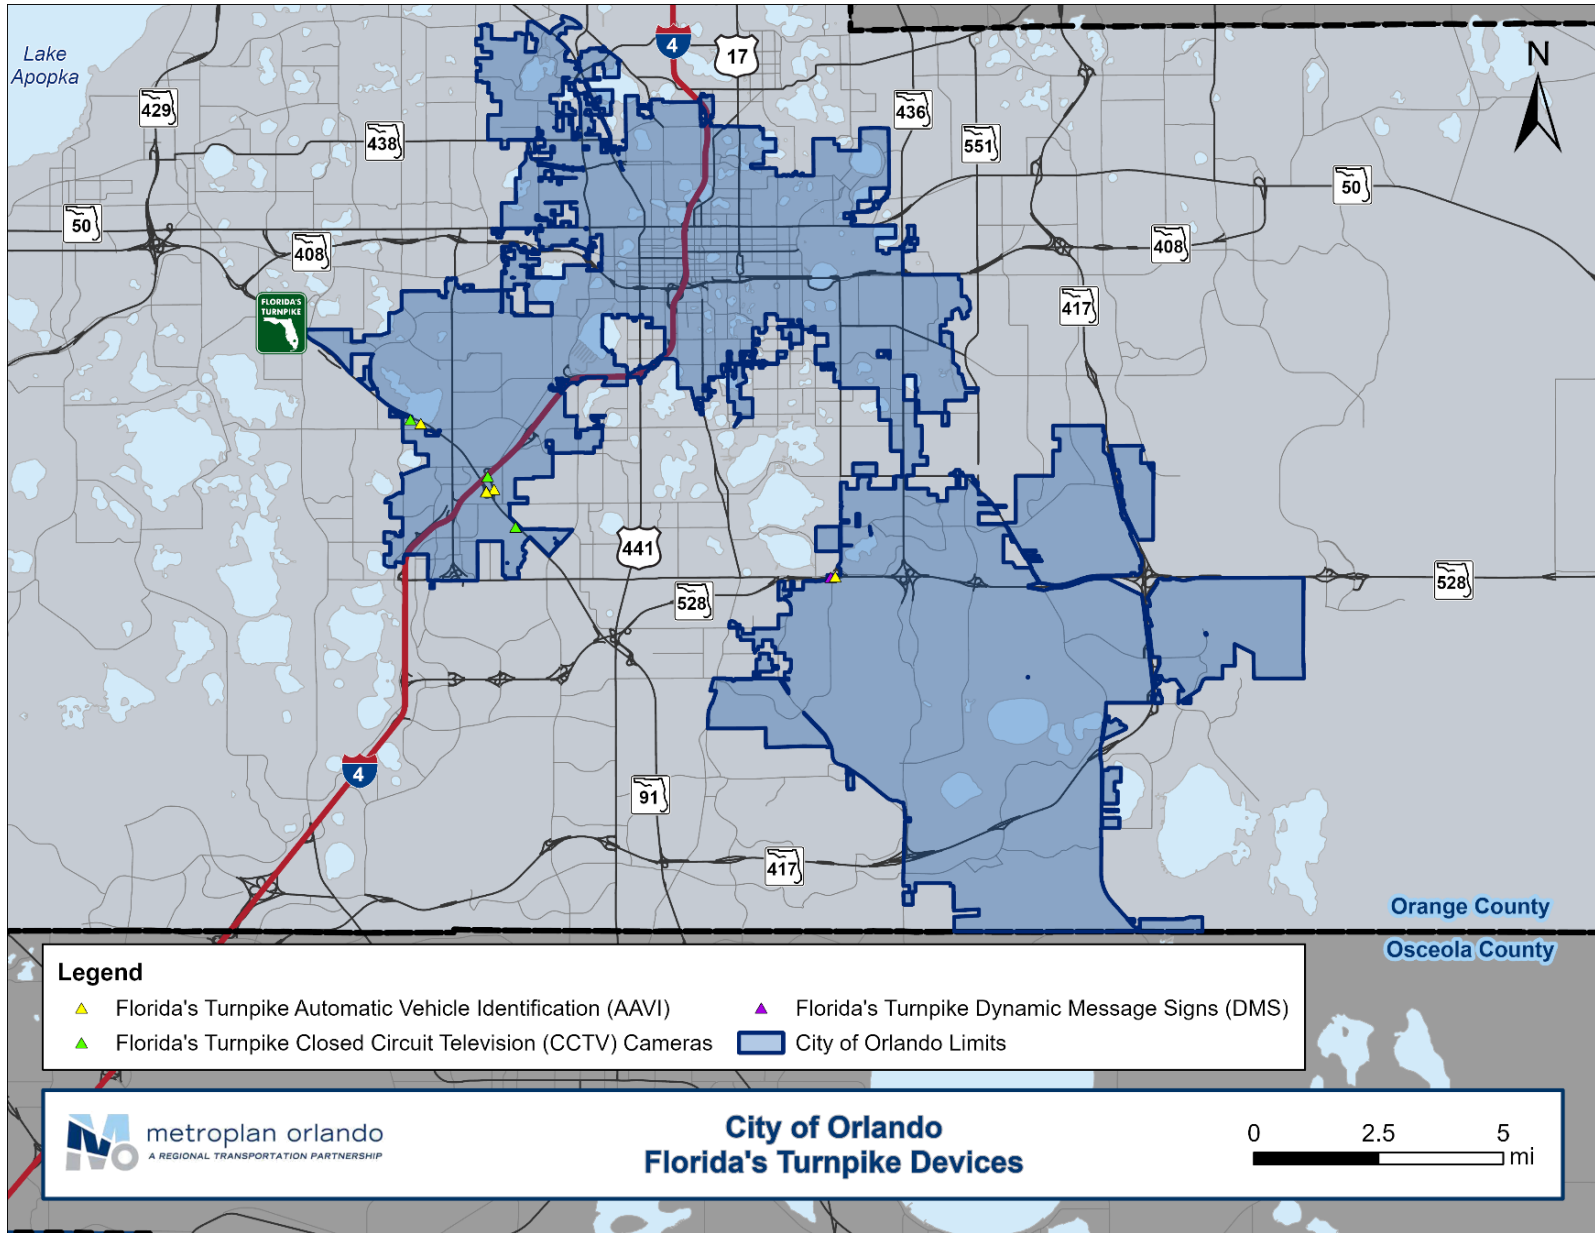 Lake
Apopka
4
17
N
429
436
438
551
50
50
408
408
FLORIDA'S
TURNPIKE
417
441
528
528
4
91
417
Orange County
Osceola County
Legend
Florida's Turnpike Automatic Vehicle Identification (AAVI)
Florida's Turnpike Dynamic Message Signs (DMS)
Florida's Turnpike Closed Circuit Television (CCTV) Cameras
City of Orlando Limits
metroplan orlando
A REGIONAL TRANSPORTATION PARTNERSHIP
City of Orlando
Florida's Turnpike Devices
0 2.5 5
mi